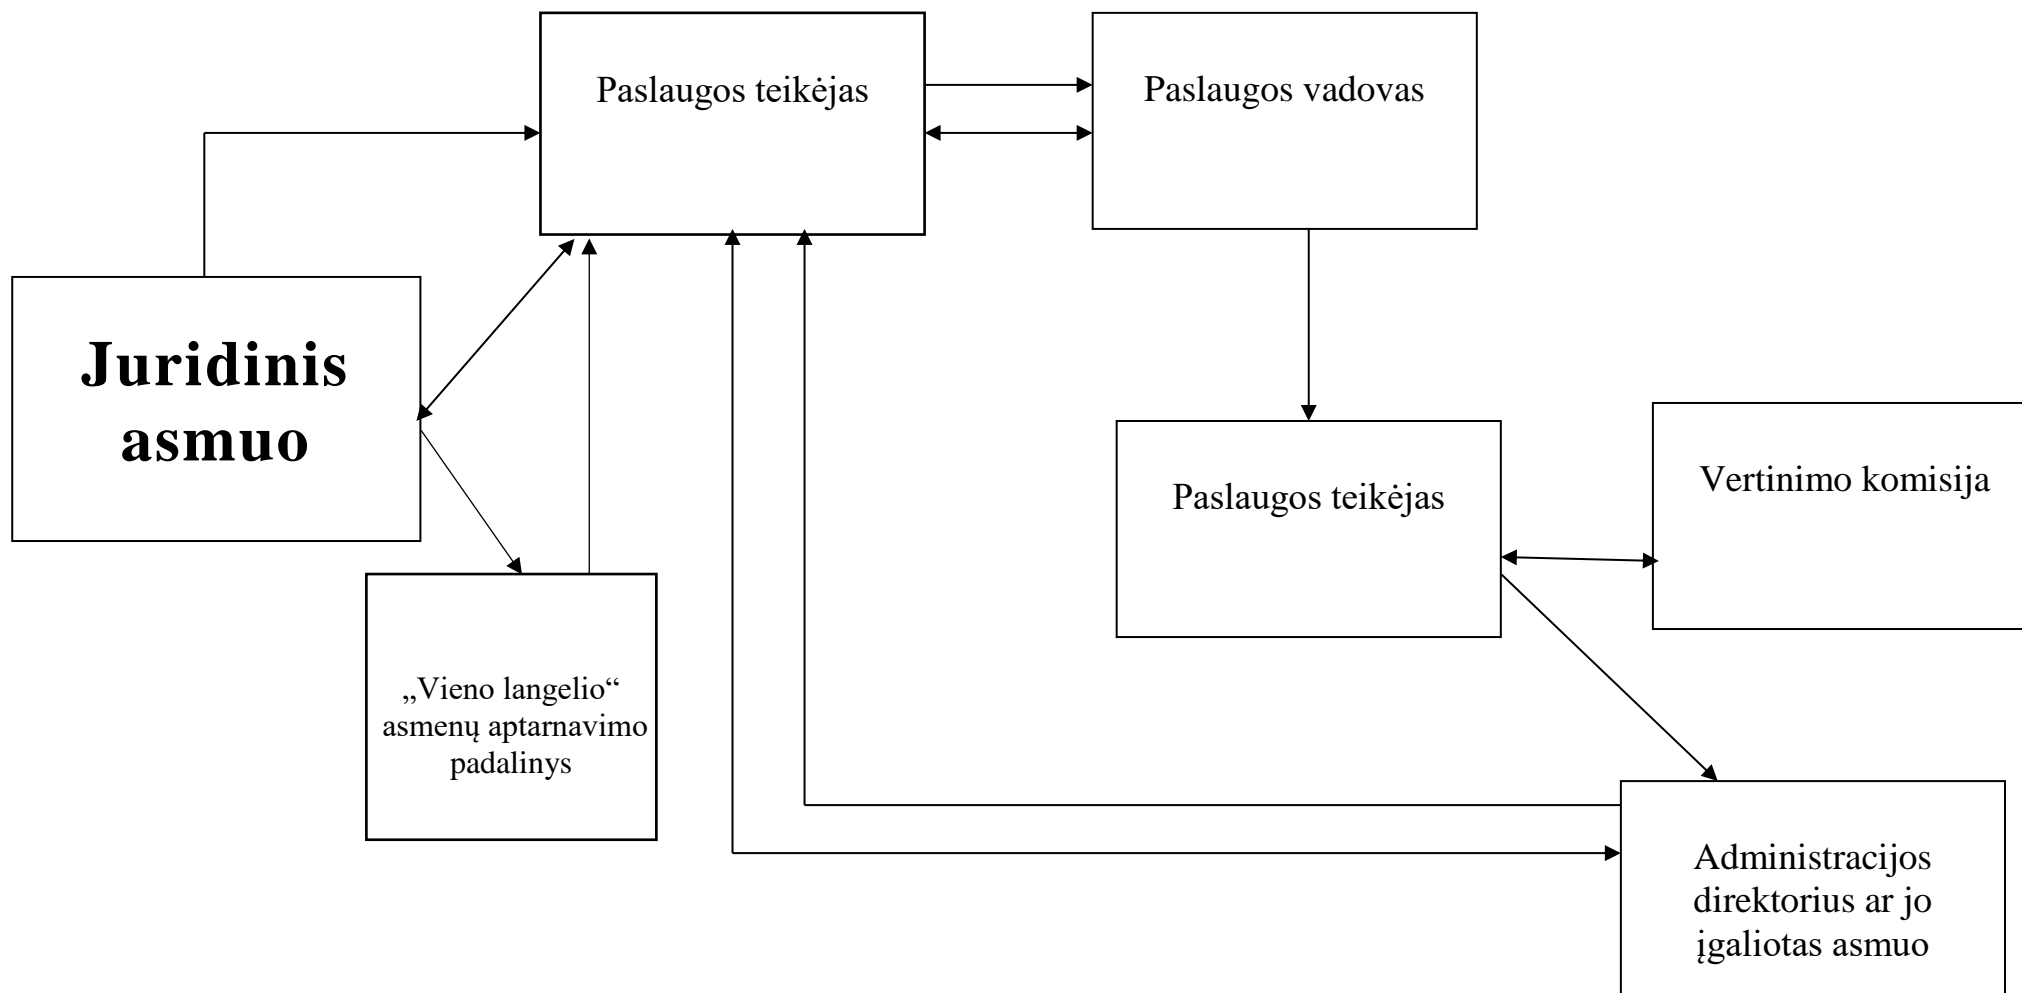 Paslaugos teikėjas
Paslaugos vadovas
Juridinis
asmuo
Paslaugos teikėjas
Vertinimo komisija
„Vieno langelio“
asmenų aptarnavimo
padalinys
Administracijos
direktorius ar jo
įgaliotas asmuo